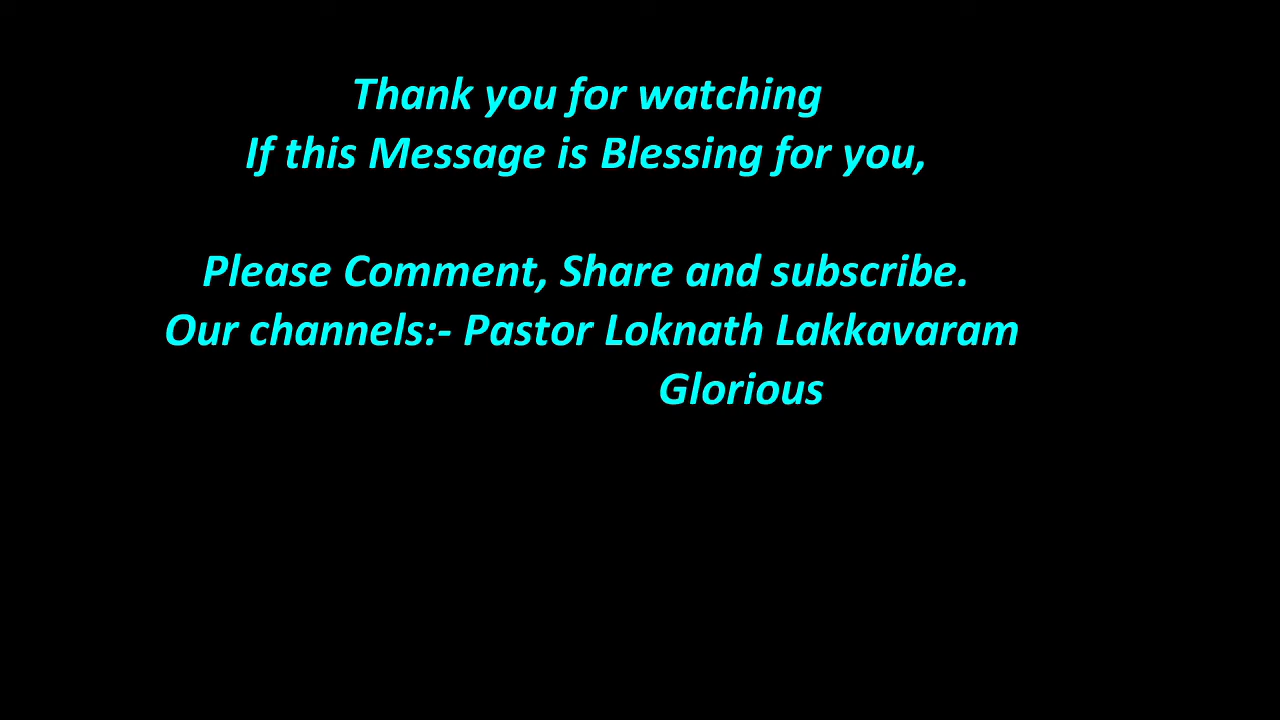 Thank you for watching
If this Message is Blessing for you,
Please Comment, Share and subscribe.
Our channels:- Pastor Loknath Lakkavaram
Glorious